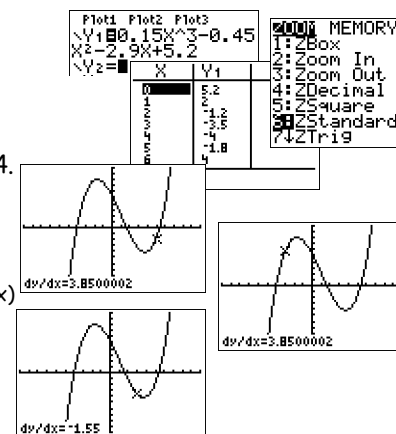 Plot1 Plot2 Plot3
\Y1=0.15X^3-0.45
X²-2.9X+5.2
\Y2=
X Y1
0 5.2
1 2
2 -1.2
3 -3.5
4 -4
5 -1.8
6 4
ZOOM MEMORY
1:ZBox
2:Zoom In
3:Zoom Out
4:ZDecimal
5:ZSquare
6:ZStandard
7↓ZTrig
4.
dy/dx=3.8500002
dy/dx=3.8500002
x)
dy/dx=-1.55